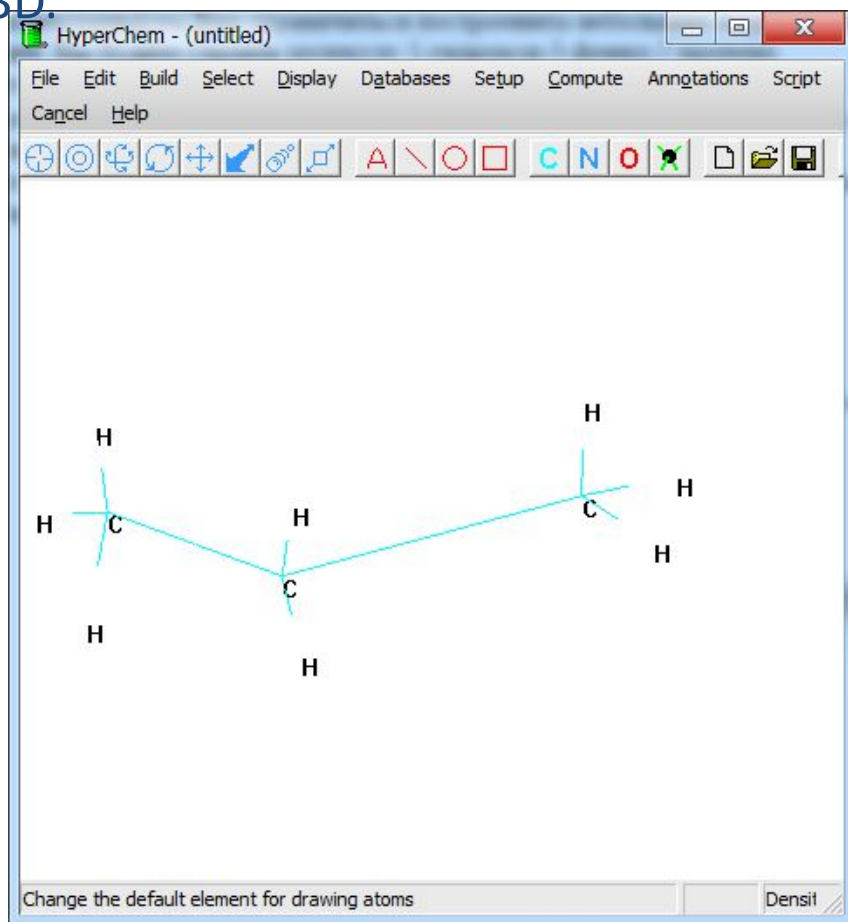 3D.
HyperChem - (untitled)
File Edit Build Select Display Databases Setup Compute Annotations Script
Cancel Help
A C N O
H
H
H
H C
H
H
C
H
C
H
H
Change the default element for drawing atoms Densit